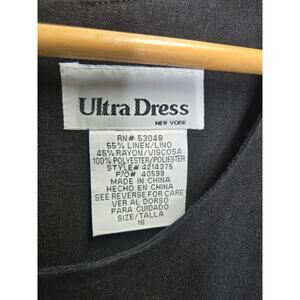 Ultra Dress
NEW YORK
RN# 53048
55% LINEN/LINO
45% RAYON/VISCOSA
100% POLYESTER/POLIESTER
STYLE# 4214375
P/O# 40599
MADE IN CHINA
HECHO EN CHINA
SEE REVERSE FOR CARE
VER AL DORSO
PARA CUIDADO
SIZE/TALLA
16